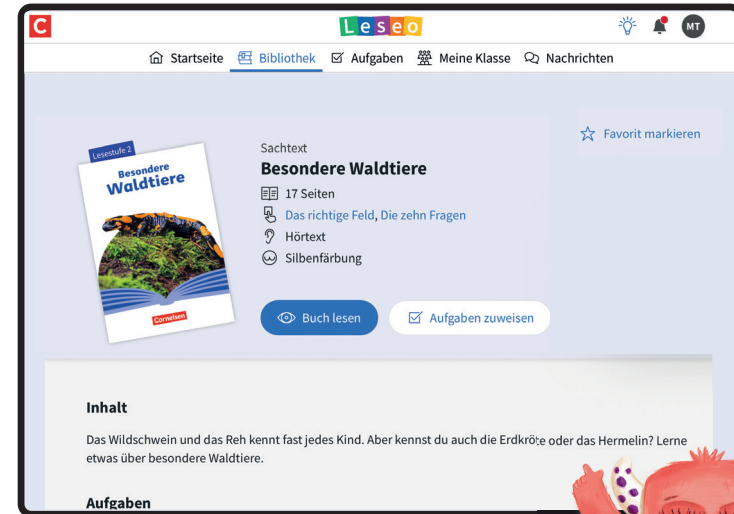 C
Leseo
MT
Startseite Bibliothek Aufgaben Meine Klasse Nachrichten
Favorit markieren
Lesestufe 2
Besondere
Waldtiere
Cornelsen
Sachtext
Besondere Waldtiere
17 Seiten
Das richtige Feld, Die zehn Fragen
Hörtext
Silbenfärbung
Buch lesen
Aufgaben zuweisen
Inhalt
Das Wildschwein und das Reh kennt fast jedes Kind. Aber kennst du auch die Erdkröte oder das Hermelin? Lerne
etwas über besondere Waldtiere.
Aufgaben